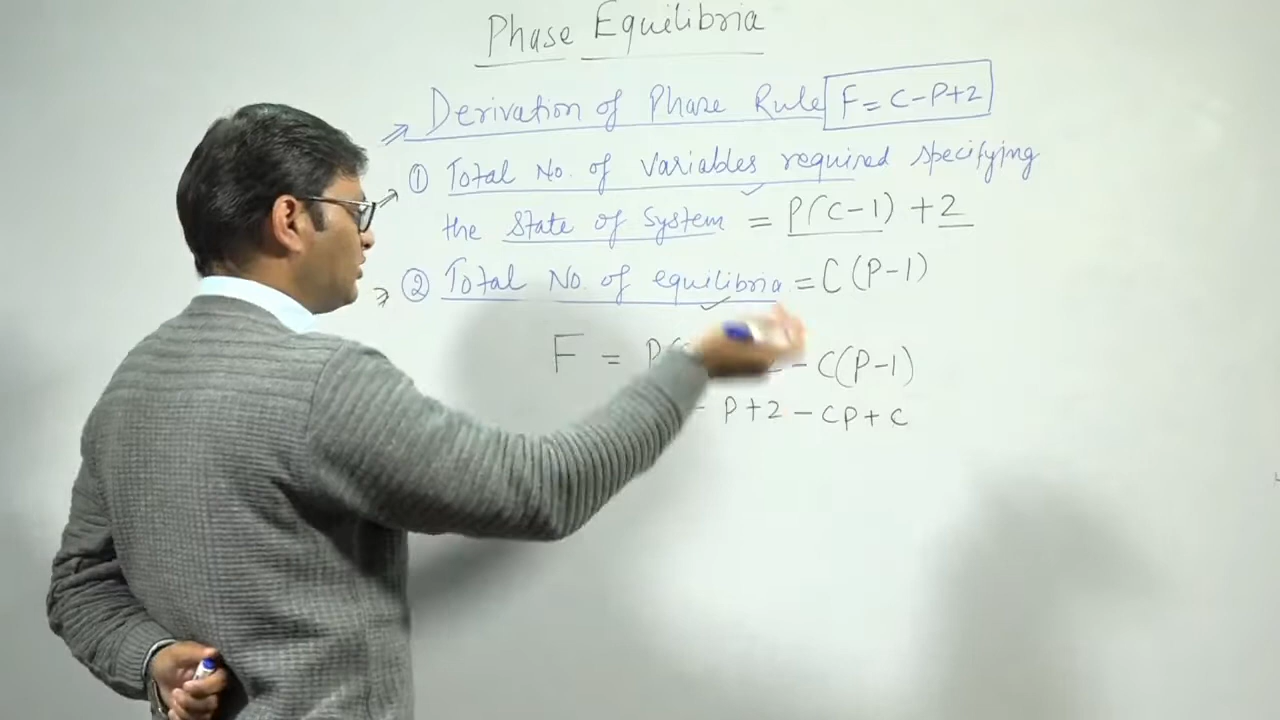 Phase Equilibria
Derivation of Phase Rule F = C-P+2
① Total No. of variables required specifying
the State of System = P(C-1) + 2
② Total No. of equilibria = C(P-1)
F = P( - C(P-1)
- P+2 - CP + C